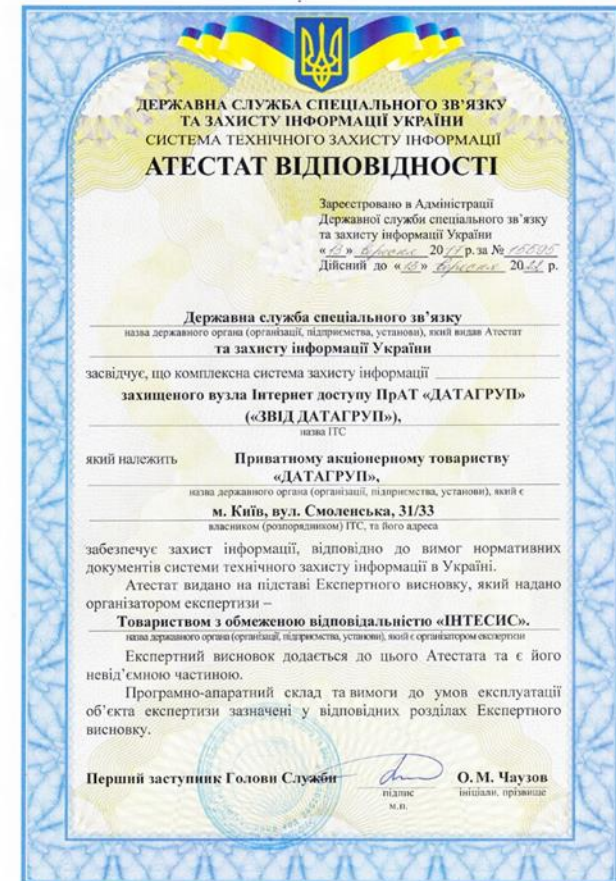 ДЕРЖАВНА СЛУЖБА СПЕЦІАЛЬНОГО ЗВ'ЯЗКУ
ТА ЗАХИСТУ ІНФОРМАЦІЇ УКРАЇНИ
СИСТЕМА ТЕХНІЧНОГО ЗАХИСТУ ІНФОРМАЦІЇ
АТЕСТАТ ВІДПОВІДНОСТІ
Зареєстровано в Адміністрації
Державної служби спеціального зв'язку
та захисту інформації України
« » вересня 2017 р. за №
Дійсний до « » вересня 20 р.
Державна служба спеціального зв'язку
назва державного органа (організації, підприємства, установи), який видав Атестат
та захисту інформації України
засвідчує, що комплексна система захисту інформації
захищеного вузла Інтернет доступу ПрАТ «ДАТАГРУП»
(«ЗВІД ДАТАГРУП»),
назва ІТС
який належить Приватному акціонерному товариству
«ДАТАГРУП»,
назва державного органа (організації, підприємства, установи), який є
м. Київ, вул. Смоленська, 31/33
власником (розпорядником) ІТС, та його адреса
забезпечує захист інформації, відповідно до вимог нормативних
документів системи технічного захисту інформації в Україні.
Атестат видано на підставі Експертного висновку, який надано
організатором експертизи –
Товариством з обмеженою відповідальністю «ІНТЕСИС».
назва державного органа (організації, підприємства, установи), який є організатором експертизи
Експертний висновок додається до цього Атестата та є його
невід'ємною частиною.
Програмно-апаратний склад та вимоги до умов експлуатації
об'єкта експертизи зазначені у відповідних розділах Експертного
висновку.
Перший заступник Голови Служби О. М. Чаузов
підпис ініціали, прізвище
м.п.